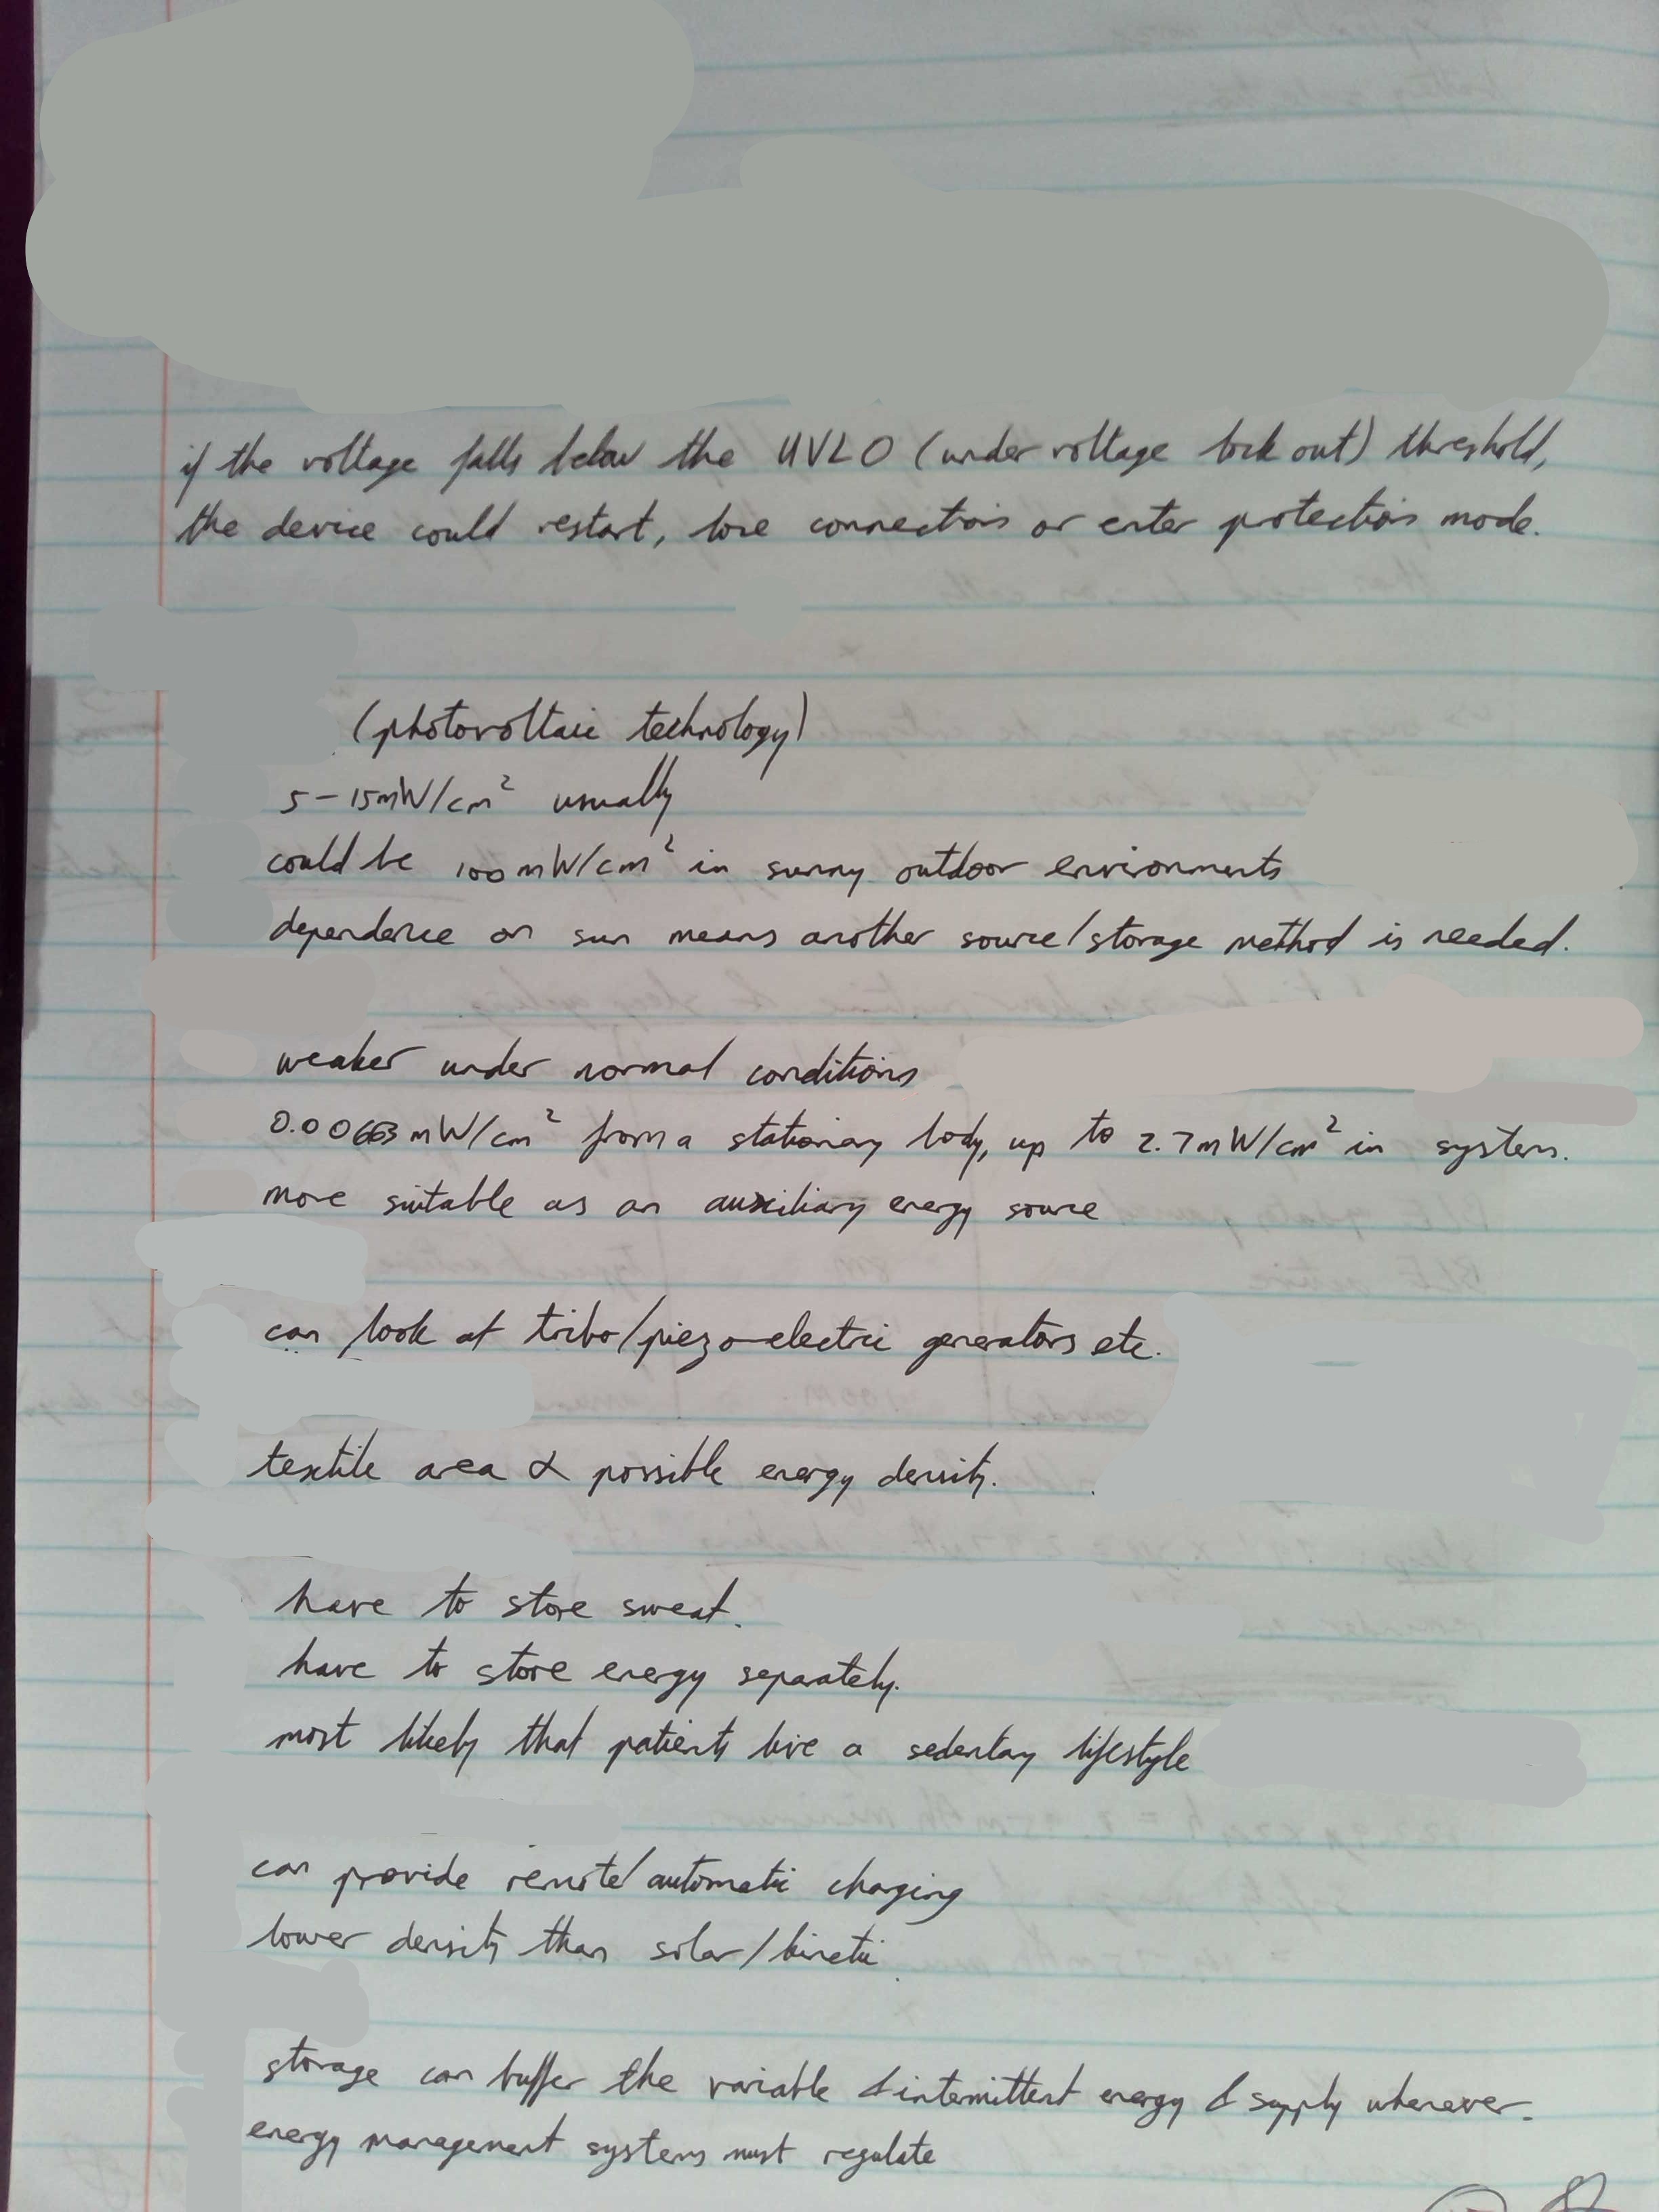 if the voltage falls below the UVLO (under voltage lock out) threshold,
the device could restart, lose connection or enter protection mode.
(photovoltaic technology)
5-15mW/cm² usually
could be 100mW/cm² in sunny outdoor environments
dependence on sun means another source/storage method is needed.
weaker under normal conditions
0.00663mW/cm² from a stationary body, up to 2.7mW/cm² in system.
more suitable as an auxiliary energy source
can look at tribo/piezo-electric generators etc.
textile area ∝ possible energy density.
have to store sweat.
have to store energy separately.
most likely that patients live a sedentary lifestyle
can provide remote/automatic charging
lower density than solar/kinetic
storage can buffer the variable & intermittent energy & supply whenever.
energy management systems must regulate